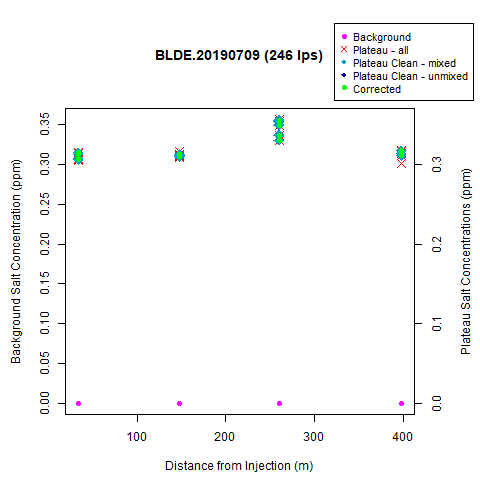 BLDE.20190709 (246 lps)
Background
Plateau - all
Plateau Clean - mixed
Plateau Clean - unmixed
Corrected
Background Salt Concentration (ppm)
0.00 0.05 0.10 0.15 0.20 0.25 0.30 0.35
Plateau Salt Concentrations (ppm)
0.0 0.1 0.2 0.3
100 200 300 400
Distance from Injection (m)